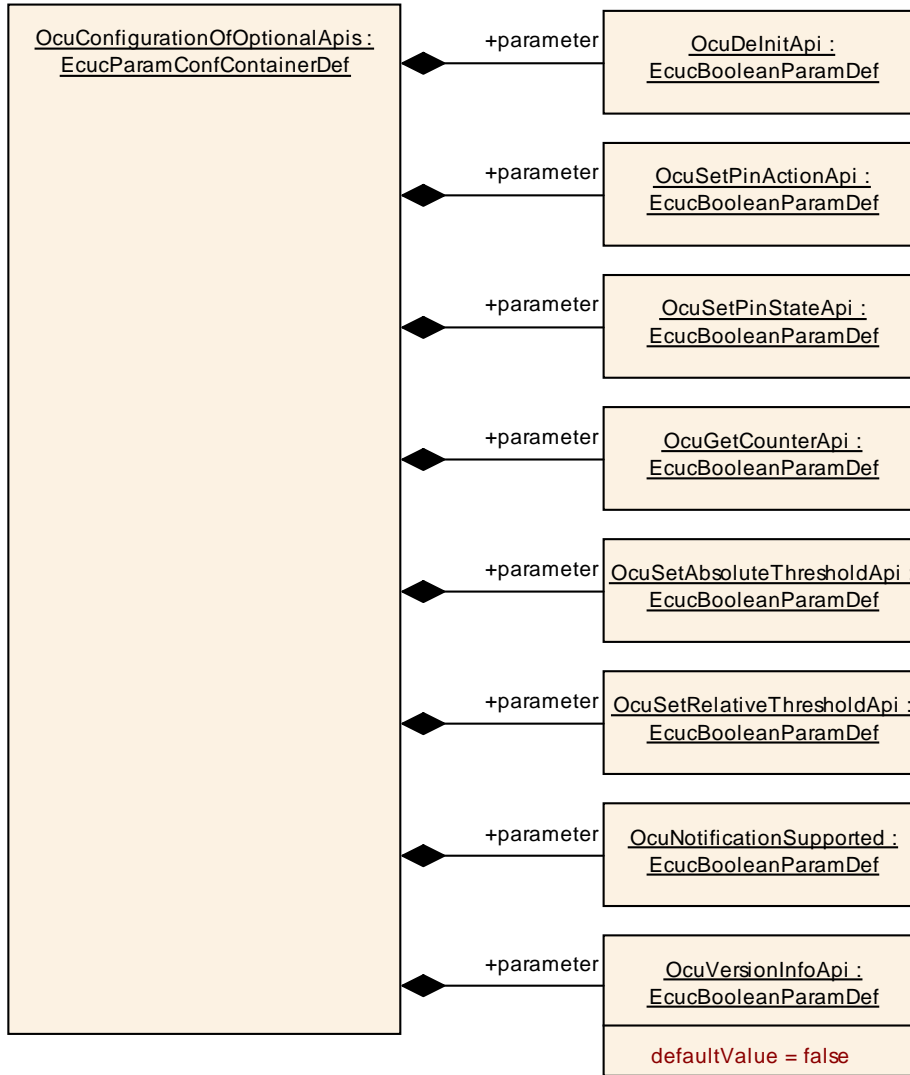 OcuConfigurationOfOptionalApis :
EcucParamConfContainerDef
+parameter
OcuDeInitApi :
EcucBooleanParamDef
+parameter
OcuSetPinActionApi :
EcucBooleanParamDef
+parameter
OcuSetPinStateApi :
EcucBooleanParamDef
+parameter
OcuGetCounterApi :
EcucBooleanParamDef
+parameter
OcuSetAbsoluteThresholdApi :
EcucBooleanParamDef
+parameter
OcuSetRelativeThresholdApi :
EcucBooleanParamDef
+parameter
OcuNotificationSupported :
EcucBooleanParamDef
+parameter
OcuVersionInfoApi :
EcucBooleanParamDef
defaultValue = false